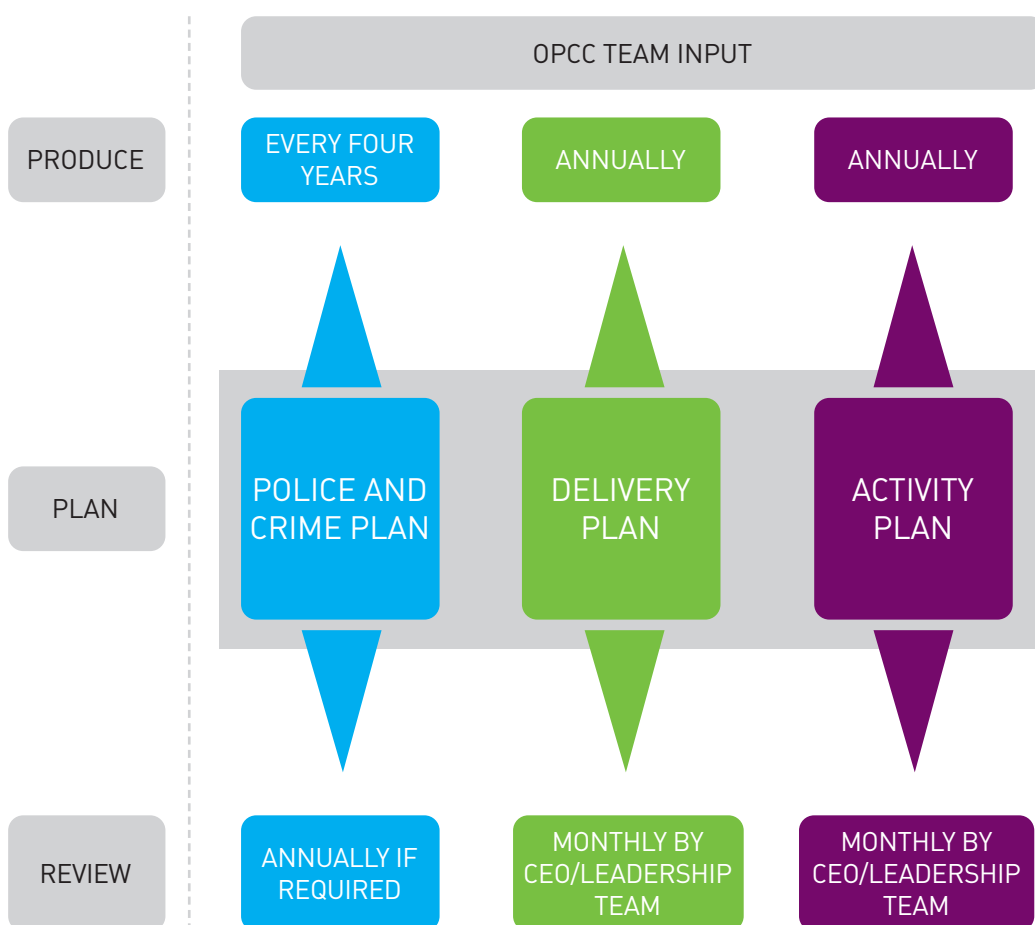 OPCC TEAM INPUT
PRODUCE
EVERY FOUR
YEARS
ANNUALLY
ANNUALLY
PLAN
POLICE AND
CRIME PLAN
DELIVERY
PLAN
ACTIVITY
PLAN
REVIEW
ANNUALLY IF
REQUIRED
MONTHLY BY
CEO/LEADERSHIP
TEAM
MONTHLY BY
CEO/LEADERSHIP
TEAM